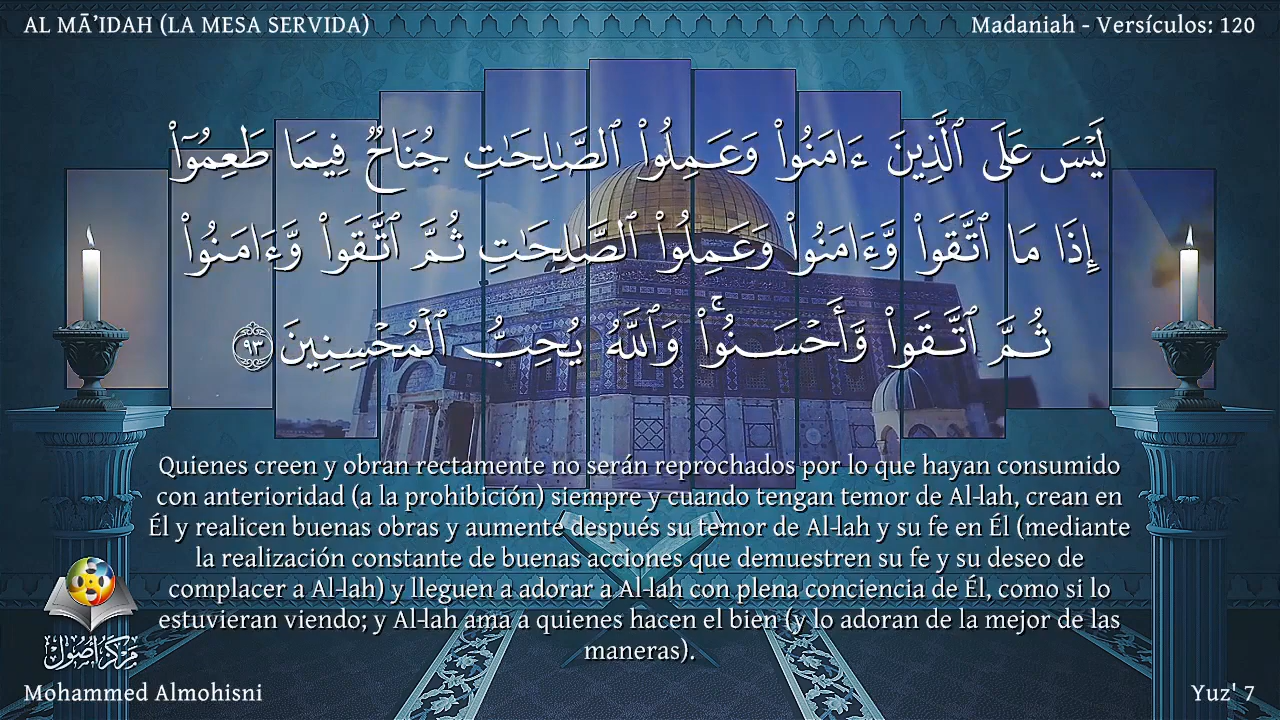 AL MĀ’IDAH (LA MESA SERVIDA)
Madaniah - Versículos: 120
لَيْسَ عَلَى ٱلَّذِينَ ءَامَنُوا۟ وَعَمِلُوا۟ ٱلصَّـٰلِحَـٰتِ جُنَاحٌ فِيمَا طَعِمُوٓا۟
إِذَا مَا ٱتَّقَوا۟ وَّءَامَنُوا۟ وَعَمِلُوا۟ ٱلصَّـٰلِحَـٰتِ ثُمَّ ٱتَّقَوا۟ وَّءَامَنُوا۟
ثُمَّ ٱتَّقَوا۟ وَّأَحْسَنُوا۟ ۗ وَٱللَّهُ يُحِبُّ ٱلْمُحْسِنِينَ ٩٣
Quienes creen y obran rectamente no serán reprochados por lo que hayan consumido
con anterioridad (a la prohibición) siempre y cuando tengan temor de Al-lah, crean en
Él y realicen buenas obras y aumente después su temor de Al-lah y su fe en Él (mediante
la realización constante de buenas acciones que demuestren su fe y su deseo de
complacer a Al-lah) y lleguen a adorar a Al-lah con plena conciencia de Él, como si lo
estuvieran viendo; y Al-lah ama a quienes hacen el bien (y lo adoran de la mejor de las
maneras).
مركز أصول
Mohammed Almohisni
Yuz' 7